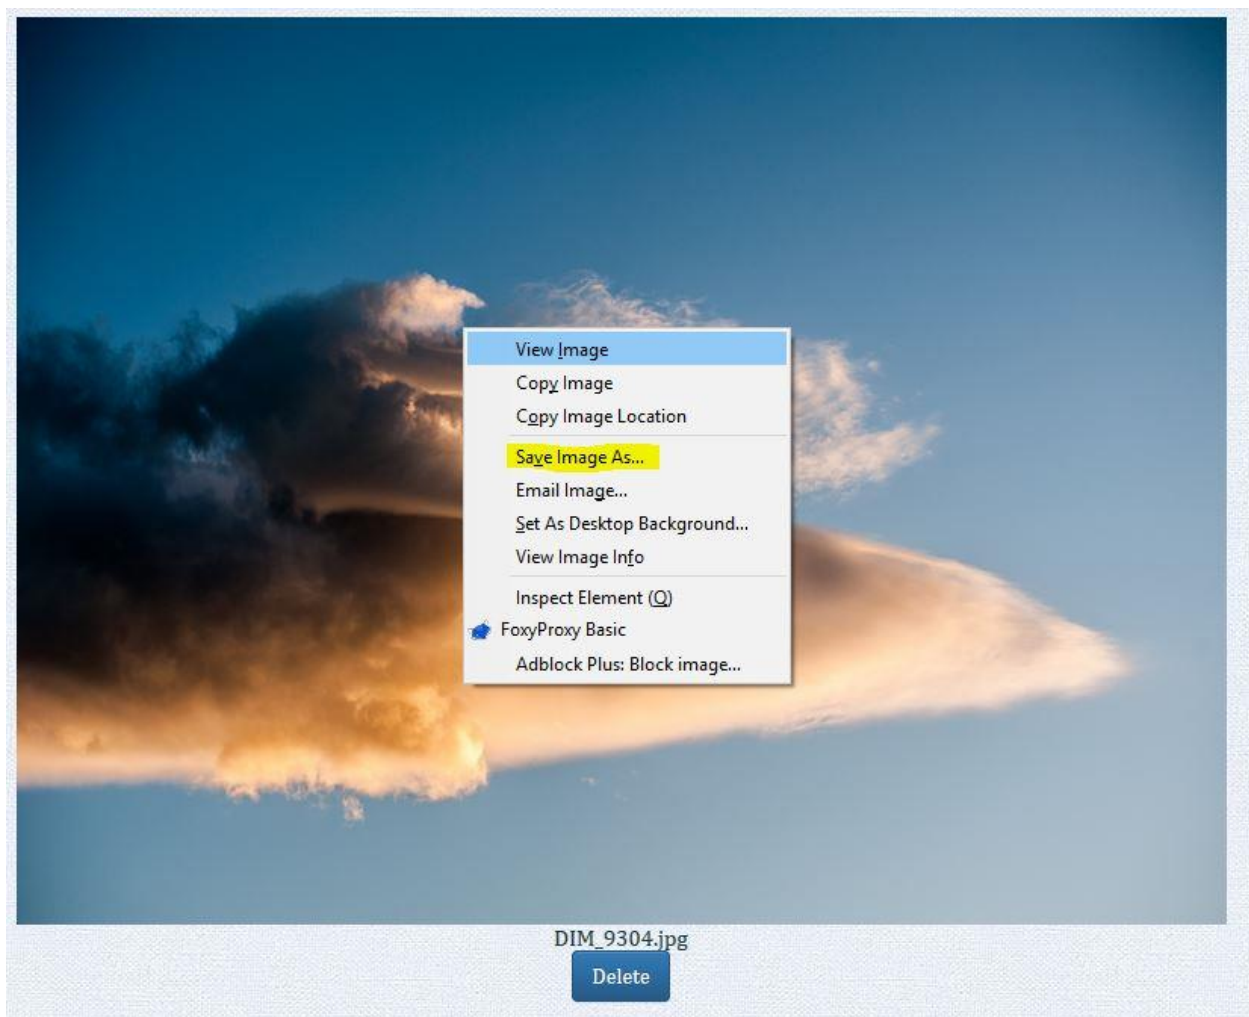 View Image
Copy Image
Copy Image Location
Save Image As...
Email Image...
Set As Desktop Background...
View Image Info
Inspect Element (Q)
FoxyProxy Basic
Adblock Plus: Block image...
DIM_9304.jpg
Delete